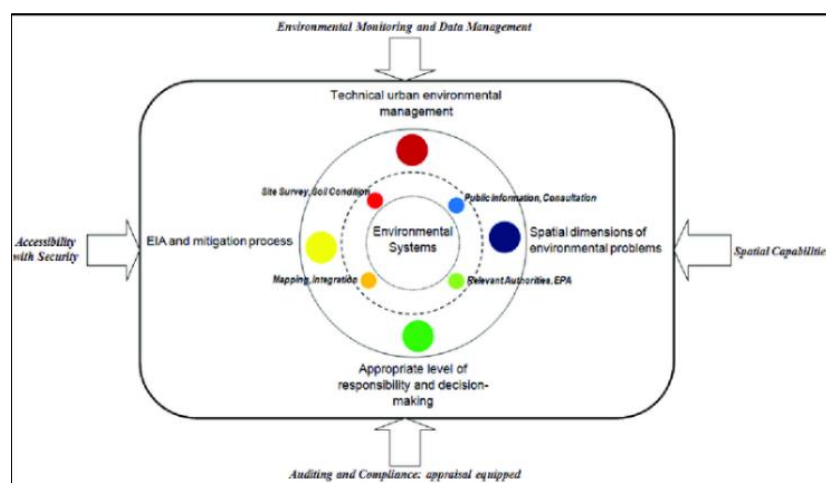 Environmental Monitoring and Data Management
Technical urban environmental
management
Site Survey, Soil Condition
Public Information, Consultation
Environmental
Systems
Accessibility
with Security
EIA and mitigation process
Spatial dimensions of
environmental problems
Spatial Capabilities
Mapping, Integration
Relevant Authorities, EPA
Appropriate level of
responsibility and decision-
making
Auditing and Compliance: appraisal equipped